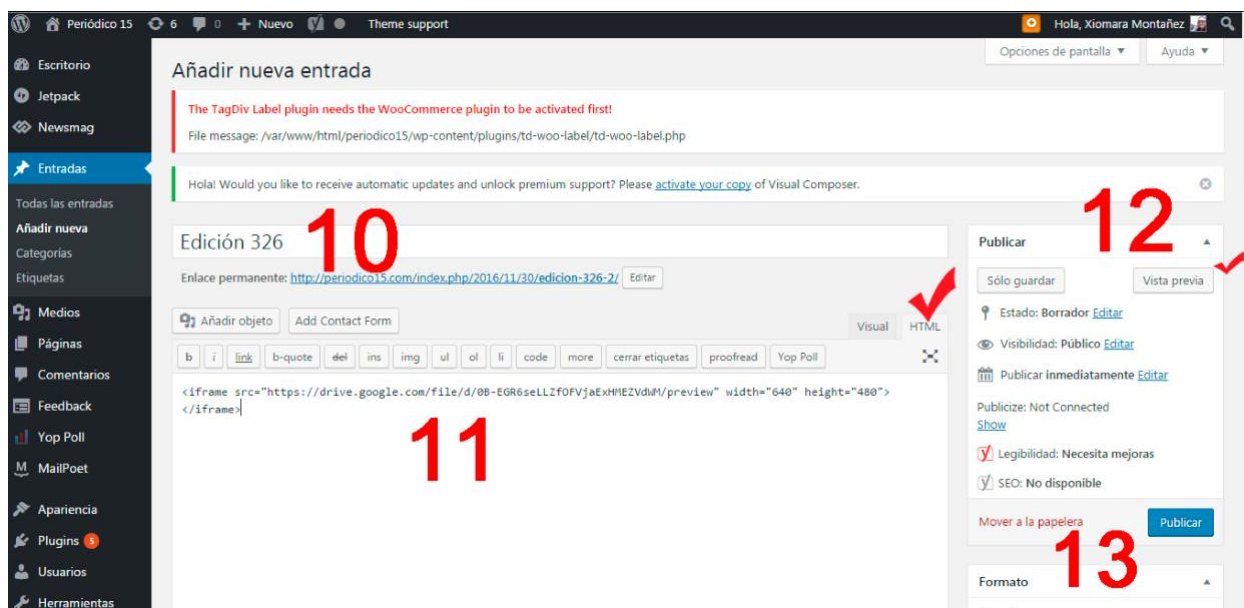 Periódico 15 6 0 Nuevo Theme support Hola, Xiomara Montañez
Opciones de pantalla Ayuda
Escritorio
Jetpack
Newsmag
Entradas
Todas las entradas
Añadir nueva
Categorías
Etiquetas
Medios
Páginas
Comentarios
Feedback
Yop Poll
MailPoet
Apariencia
Plugins 5
Usuarios
Herramientas
Añadir nueva entrada
The TagDiv Label plugin needs the WooCommerce plugin to be activated first!
File message: /var/www/html/periodico15/wp-content/plugins/td-woo-label/td-woo-label.php
Hola! Would you like to receive automatic updates and unlock premium support? Please activate your copy of Visual Composer.
Edición 326
10
Enlace permanente: http://periodico15.com/index.php/2016/11/30/edicion-326-2/ Editar
Añadir objeto Add Contact Form
Visual HTML
b i link b-quote del ins img ul ol li code more cerrar etiquetas proofread Yop Poll
<iframe src="https://drive.google.com/file/d/0B-EGR6seLLZfOFVjaExHMEZVdWM/preview" width="640" height="480">
</iframe>
11
12
Publicar
Sólo guardar Vista previa
Estado: Borrador Editar
Visibilidad: Público Editar
Publicar inmediatamente Editar
Publicize: Not Connected
Show
Legibilidad: Necesita mejoras
SEO: No disponible
Mover a la papelera Publicar
13
Formato